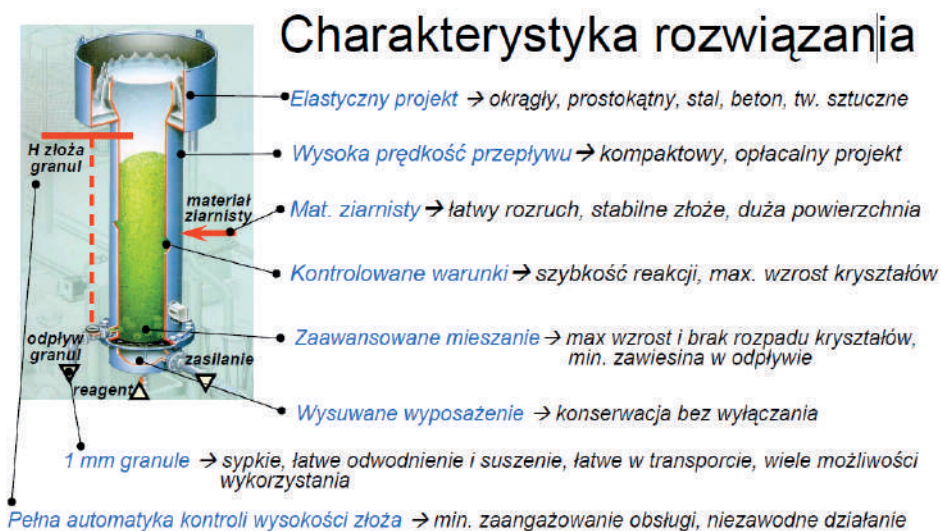 Charakterystyka rozwiązania
Elastyczny projekt → okrągły, prostokątny, stal, beton, tw. sztuczne
H złoża
granul
Wysoka prędkość przepływu → kompaktowy, opłacalny projekt
materiał
ziarnisty
Mat. ziarnisty → łatwy rozruch, stabilne złoże, duża powierzchnia
Kontrolowane warunki → szybkość reakcji, max. wzrost kryształów
Zaawansowane mieszanie → max wzrost i brak rozpadu kryształów,
min. zawiesina w odpływie
odpływ
granul
zasilanie
reagent
Wysuwane wyposażenie → konserwacja bez wyłączania
1 mm granule → sypkie, łatwe odwodnienie i suszenie, łatwe w transporcie, wiele możliwości
wykorzystania
Pełna automatyka kontroli wysokości złoża → min. zaangażowanie obsługi, niezawodne działanie